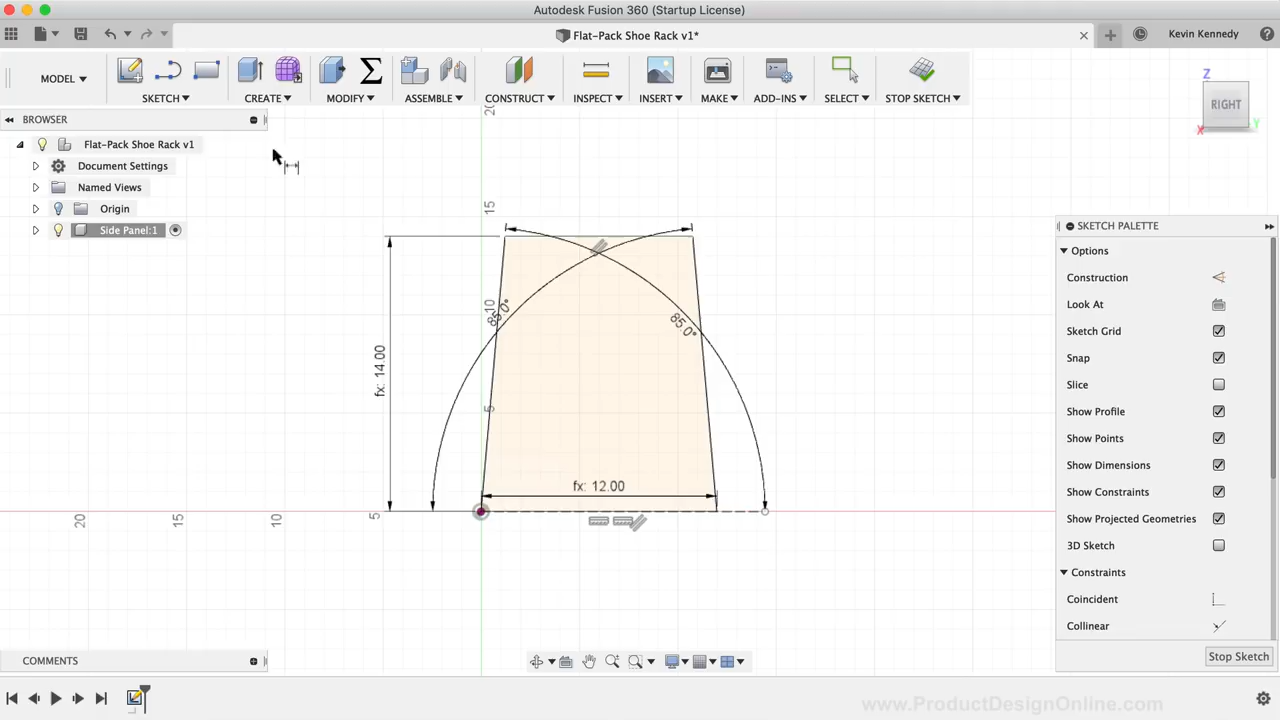 Autodesk Fusion 360 (Startup License)
Flat-Pack Shoe Rack v1*
Kevin Kennedy
MODEL
SKETCH
CREATE
MODIFY
ASSEMBLE
CONSTRUCT
INSPECT
INSERT
MAKE
ADD-INS
SELECT
STOP SKETCH
BROWSER
Flat-Pack Shoe Rack v1
Document Settings
Named Views
Origin
Side Panel:1
Z
RIGHT
X
Y
20
15
10
5
85.0°
85.0°
fx: 14.00
fx: 12.00
20
15
10
5
SKETCH PALETTE
Options
Construction
Look At
Sketch Grid
Snap
Slice
Show Profile
Show Points
Show Dimensions
Show Constraints
Show Projected Geometries
3D Sketch
Constraints
Coincident
Collinear
Stop Sketch
COMMENTS
www.ProductDesignOnline.com